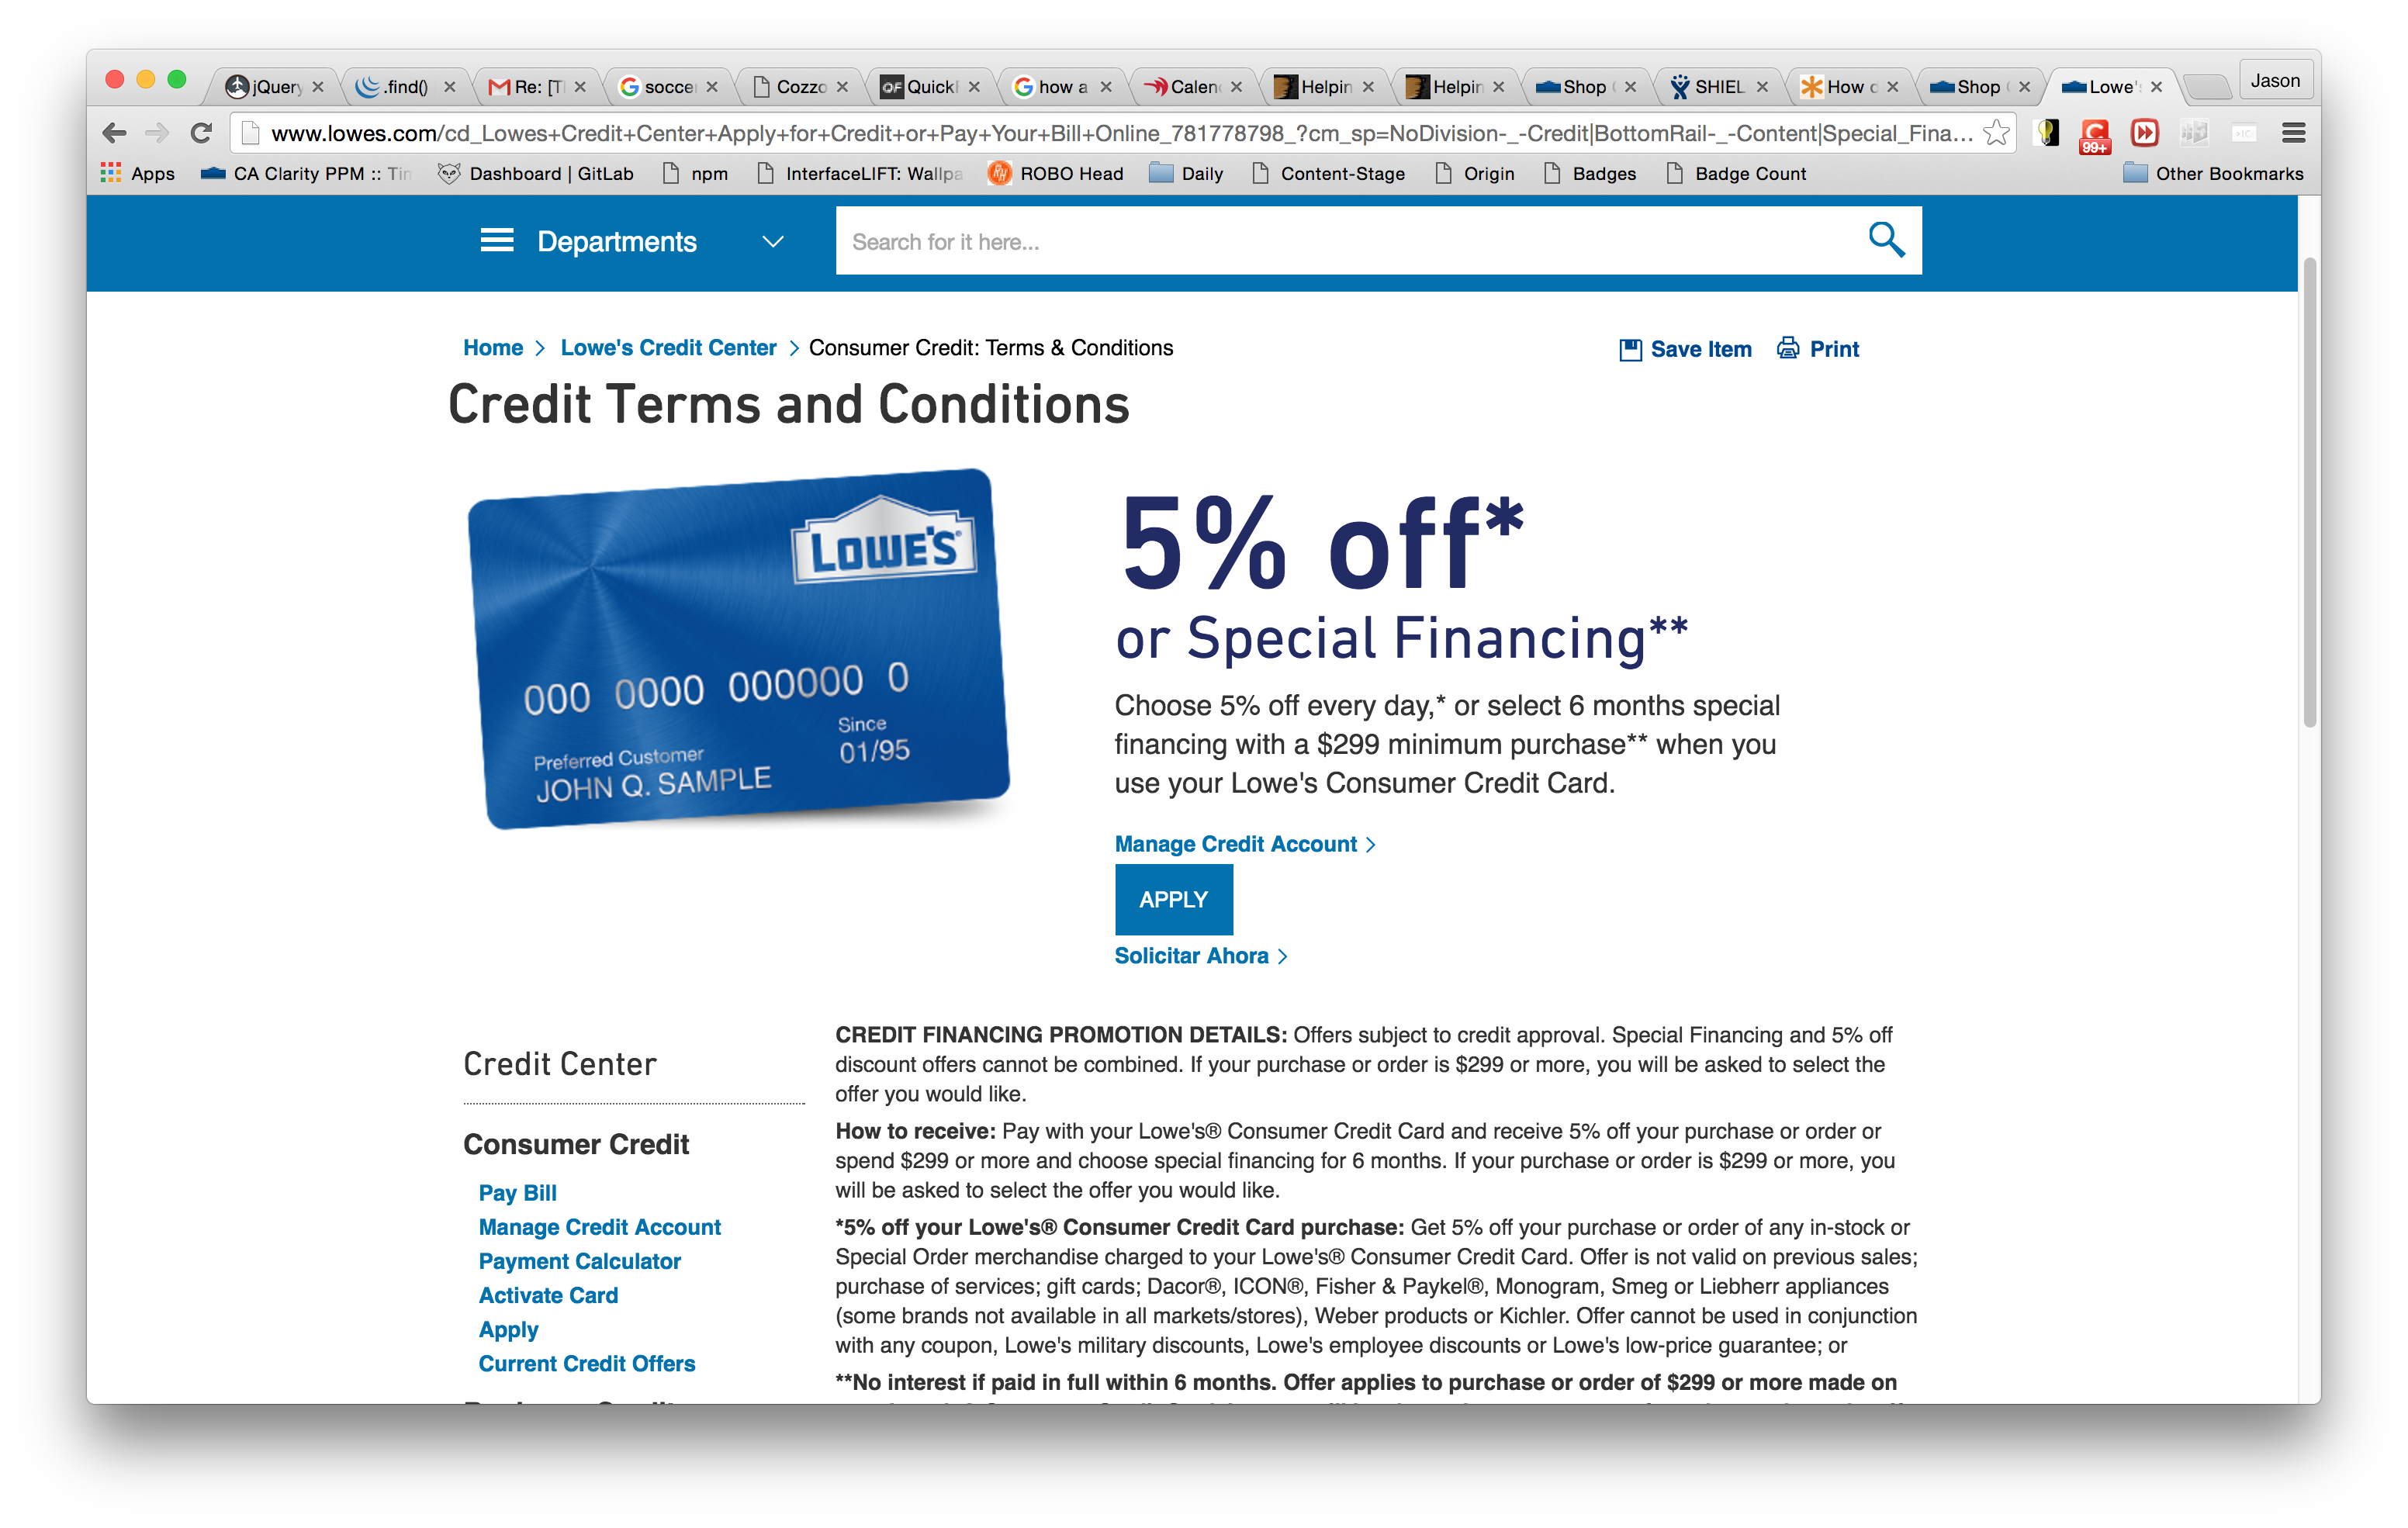 jQuery
.find()
Re: [T
soccer
Cozzo
QF Quick
how a
Calen
Helpin
Helpin
Shop
SHIEL
How
Shop
Lowe's
Jason
www.lowes.com/cd_Lowes+Credit+Center+Apply+for+Credit+or+Pay+Your+Bill+Online_781778798_?cm_sp=NoDivision-_-Credit|BottomRail-_-Content|Special_Fina...
99+
Apps
CA Clarity PPM :: Tin
Dashboard | GitLab
npm
InterfaceLIFT: Wallpa
ROBO Head
Daily
Content-Stage
Origin
Badges
Badge Count
Other Bookmarks
Departments
Search for it here...
Home > Lowe's Credit Center > Consumer Credit: Terms & Conditions
Save Item
Print
Credit Terms and Conditions
LOWE'S
000 0000 000000 0
Since
01/95
Preferred Customer
JOHN Q. SAMPLE
5% off*
or Special Financing**
Choose 5% off every day,* or select 6 months special
financing with a $299 minimum purchase** when you
use your Lowe's Consumer Credit Card.
Manage Credit Account >
APPLY
Solicitar Ahora >
Credit Center
Consumer Credit
Pay Bill
Manage Credit Account
Payment Calculator
Activate Card
Apply
Current Credit Offers
CREDIT FINANCING PROMOTION DETAILS: Offers subject to credit approval. Special Financing and 5% off
discount offers cannot be combined. If your purchase or order is $299 or more, you will be asked to select the
offer you would like.
How to receive: Pay with your Lowe's® Consumer Credit Card and receive 5% off your purchase or order or
spend $299 or more and choose special financing for 6 months. If your purchase or order is $299 or more, you
will be asked to select the offer you would like.
*5% off your Lowe's® Consumer Credit Card purchase: Get 5% off your purchase or order of any in-stock or
Special Order merchandise charged to your Lowe's® Consumer Credit Card. Offer is not valid on previous sales;
purchase of services; gift cards; Dacor®, ICON®, Fisher & Paykel®, Monogram, Smeg or Liebherr appliances
(some brands not available in all markets/stores), Weber products or Kichler. Offer cannot be used in conjunction
with any coupon, Lowe's military discounts, Lowe's employee discounts or Lowe's low-price guarantee; or
**No interest if paid in full within 6 months. Offer applies to purchase or order of $299 or more made on